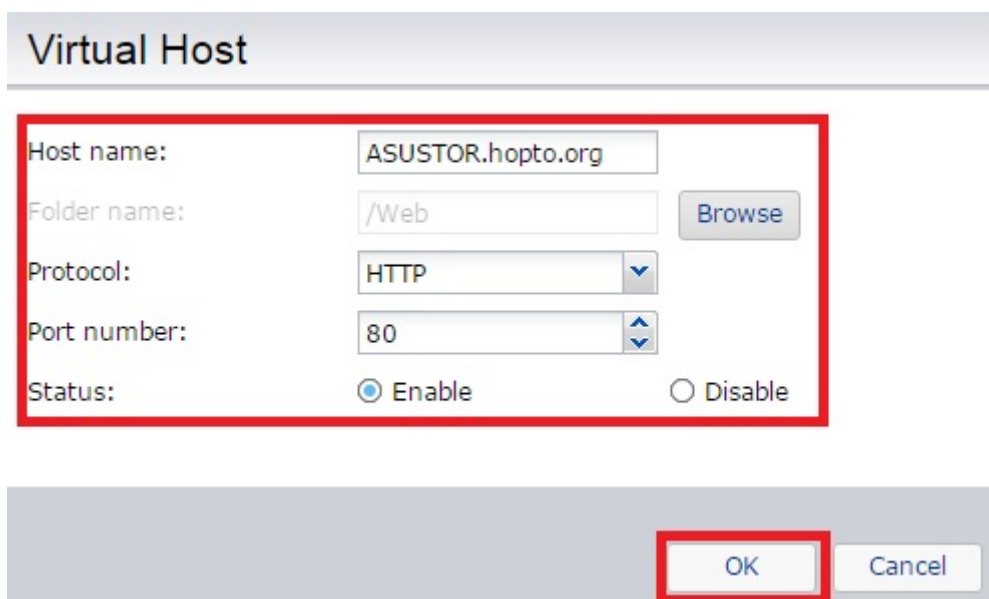 Virtual Host
Host name: ASUSTOR.hopto.org
Folder name: /Web Browse
Protocol: HTTP
Port number: 80
Status: Enable Disable
OK Cancel